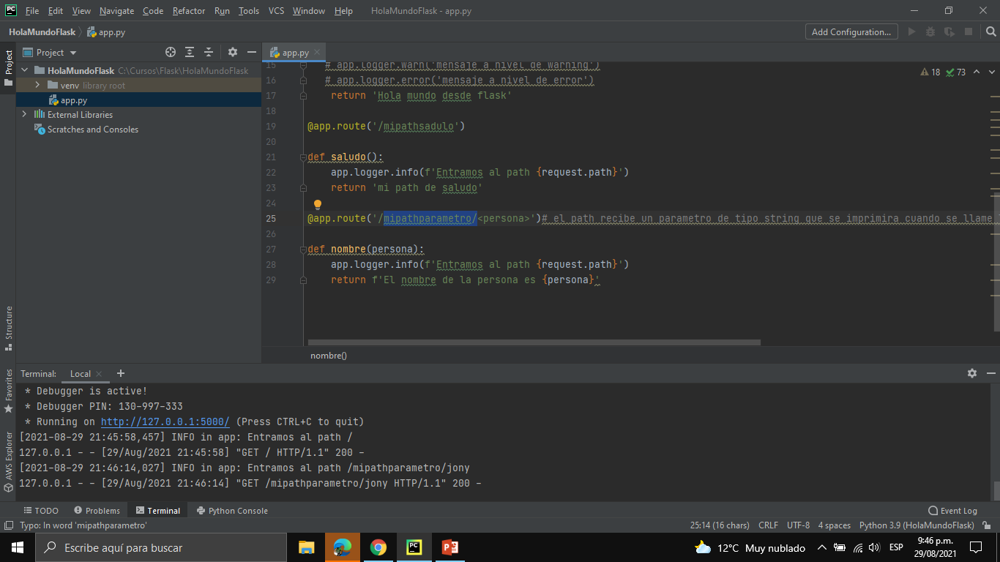 PC File Edit View Navigate Code Refactor Run Tools VCS Window Help HolaMundoFlask - app.py
HolaMundoFlask app.py Add Configuration...
Project
Structure
Favorites
AWS Explorer
Project
HolaMundoFlask C:\Cursos\Flask\HolaMundoFlask
venv library root
app.py
External Libraries
Scratches and Consoles
app.py
18 73
15 # app.logger.warn('mensaje a nivel de warning')
16 # app.logger.error('mensaje a nivel de error')
17 return 'Hola mundo desde flask'
18
19 @app.route('/mipathsadulo')
20
21 def saludo():
22 app.logger.info(f'Entramos al path {request.path}')
23 return 'mi path de saludo'
24
25 @app.route('/mipathparametro/<persona>')# el path recibe un parametro de tipo string que se imprimira cuando se llame
26
27 def nombre(persona):
28 app.logger.info(f'Entramos al path {request.path}')
29 return f'El nombre de la persona es {persona}'
nombre()
Terminal: Local
* Debugger is active!
* Debugger PIN: 130-997-333
* Running on http://127.0.0.1:5000/ (Press CTRL+C to quit)
[2021-08-29 21:45:58,457] INFO in app: Entramos al path /
127.0.0.1 - - [29/Aug/2021 21:45:58] "GET / HTTP/1.1" 200 -
[2021-08-29 21:46:14,027] INFO in app: Entramos al path /mipathparametro/jony
127.0.0.1 - - [29/Aug/2021 21:46:14] "GET /mipathparametro/jony HTTP/1.1" 200 -
TODO Problems Terminal Python Console Event Log
Typo: In word 'mipathparametro' 25:14 (16 chars) CRLF UTF-8 4 spaces Python 3.9 (HolaMundoFlask)
Escribe aquí para buscar PC 12°C Muy nublado ESP 9:46 p.m.
29/08/2021